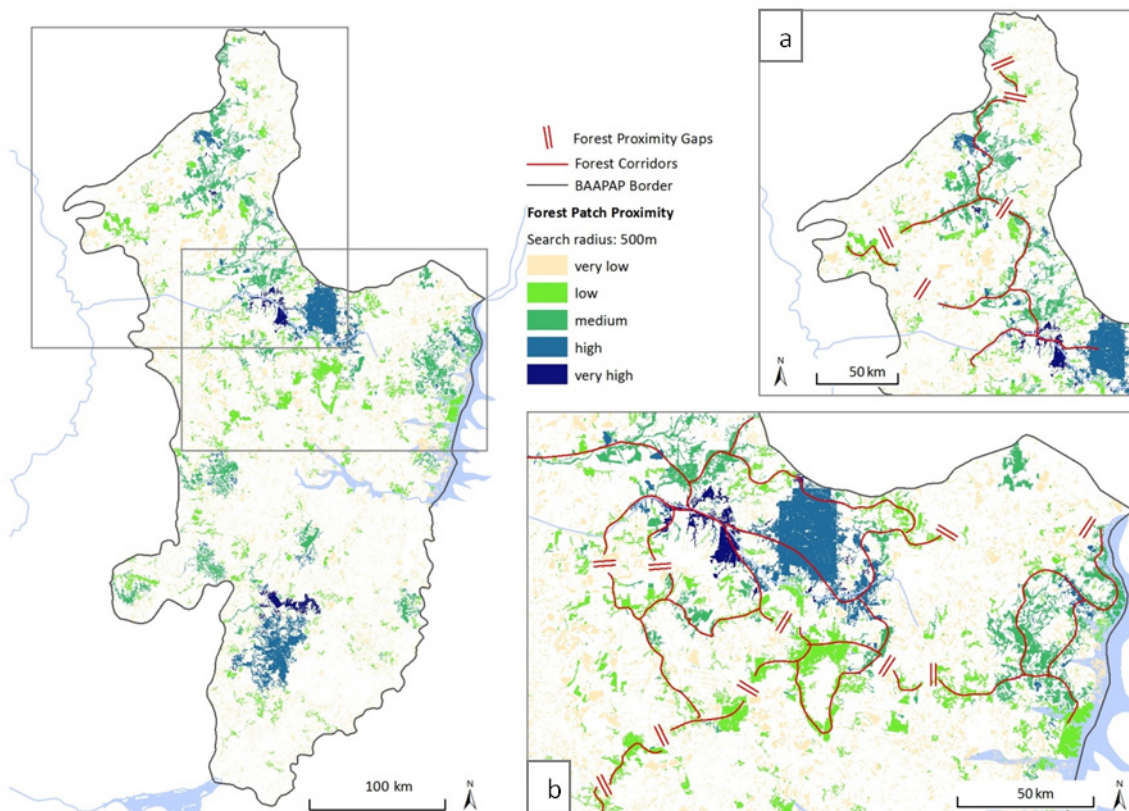 Forest Proximity Gaps
Forest Corridors
BAAPAP Border
Forest Patch Proximity
Search radius: 500m
very low
low
medium
high
very high
100 km
N
a
50 km
N
b
50 km
N